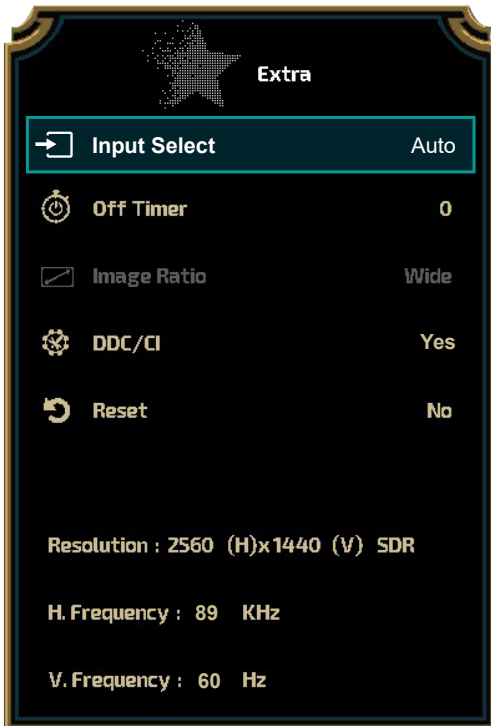 Extra
Input Select Auto
Off Timer 0
Image Ratio Wide
DDC/CI Yes
Reset No
Resolution : 2560 (H)x1440 (V) SDR
H. Frequency : 89 KHz
V. Frequency : 60 Hz